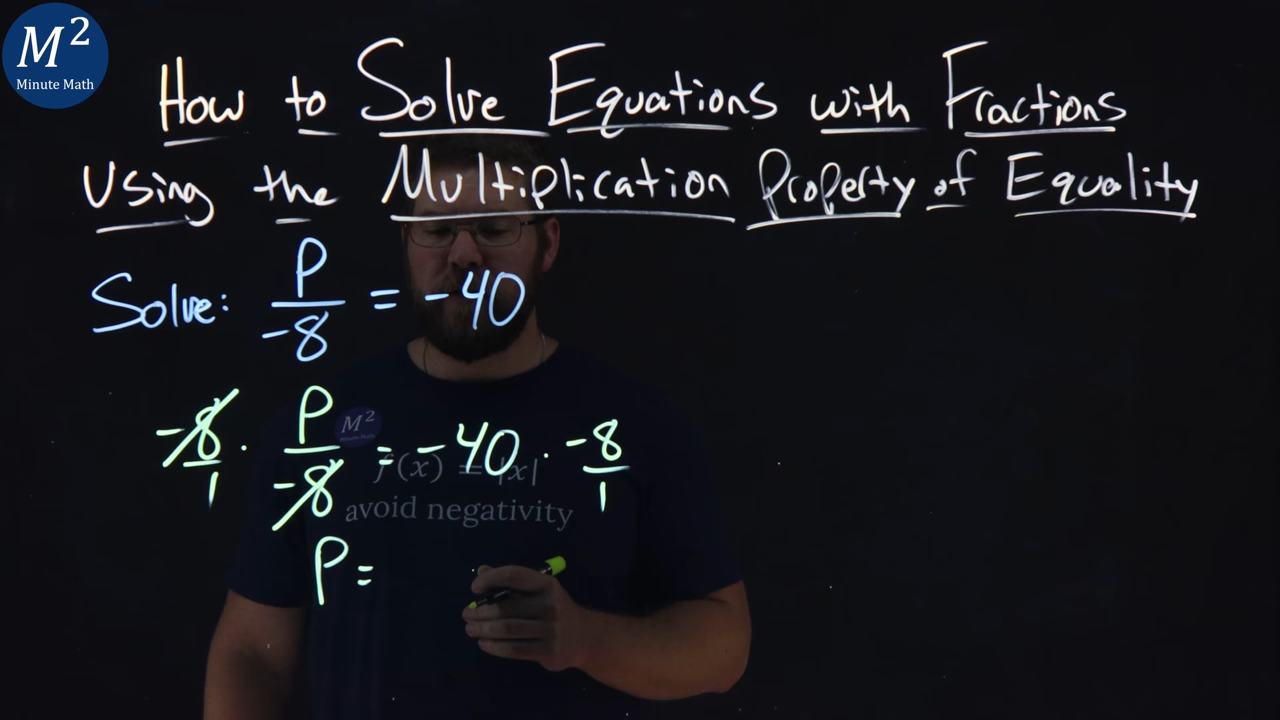 M²
Minute Math
How to Solve Equations with Fractions
Using the Multiplication Property of Equality
Solve: P/-8 = -40
-8/1 · P/-8 = -40 · -8/1
M²
Minute Math
f(x) = |x|
avoid negativity
P =